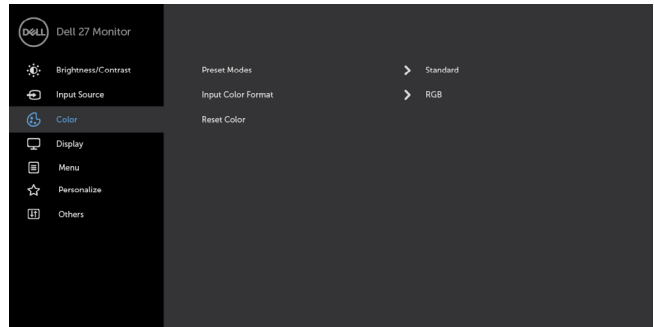 DELL Dell 27 Monitor
Brightness/Contrast
Preset Modes Standard
Input Source
Input Color Format RGB
Color
Reset Color
Display
Menu
Personalize
Others